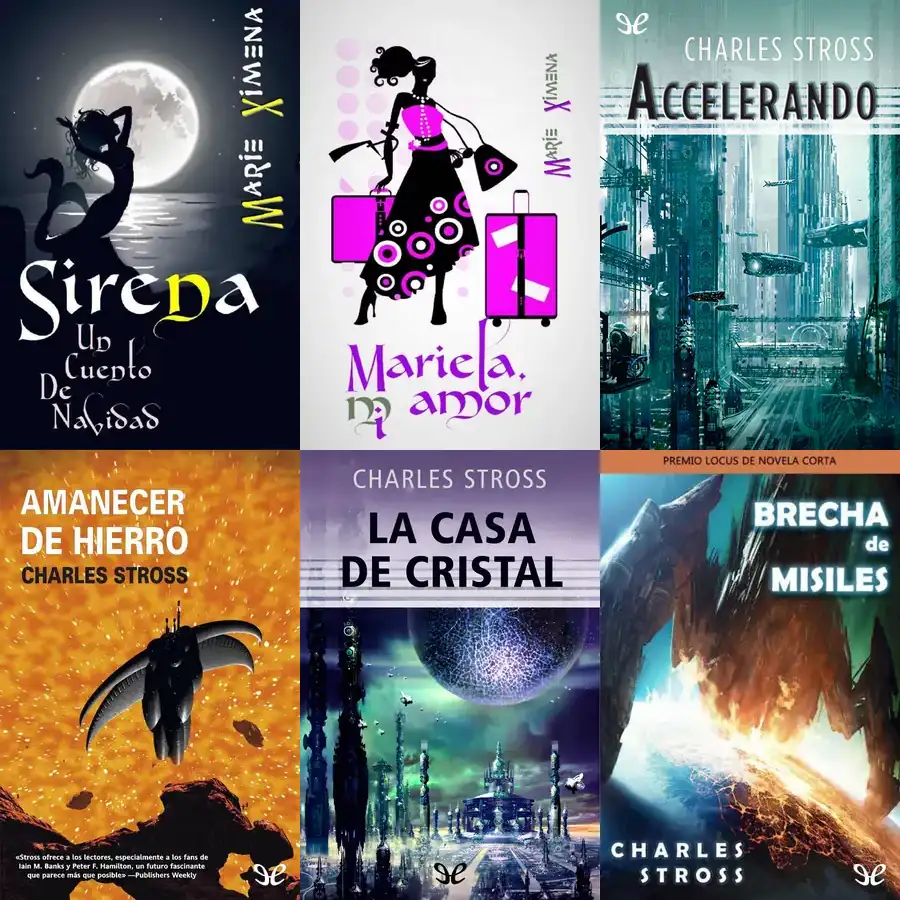 Marie Ximena
Sirena
Un
Cuento
De
Navidad
Marie Ximena
Mariela,
mi amor
CHARLES STROSS
ACCELERANDO
AMANECER
DE HIERRO
CHARLES STROSS
«Stross ofrece a los lectores, especialmente a los fans de
Iain M. Banks y Peter F. Hamilton, un futuro fascinante
que parece más que posible» —Publishers Weekly
CHARLES STROSS
LA CASA
DE CRISTAL
PREMIO LOCUS DE NOVELA CORTA
BRECHA
de
MISILES
CHARLES
STROSS